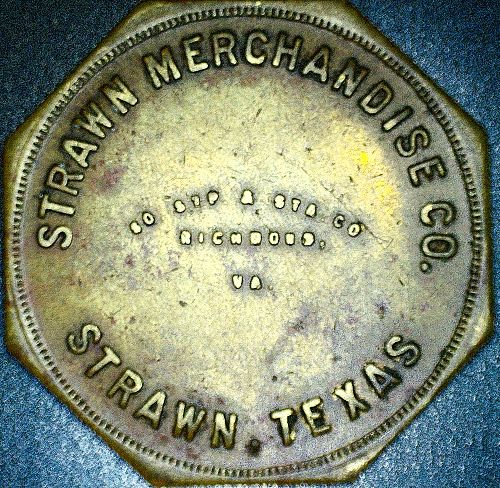 STRAWN MERCHANDISE CO.
SO STP & STA. CO
RICHMOND,
VA.
STRAWN, TEXAS